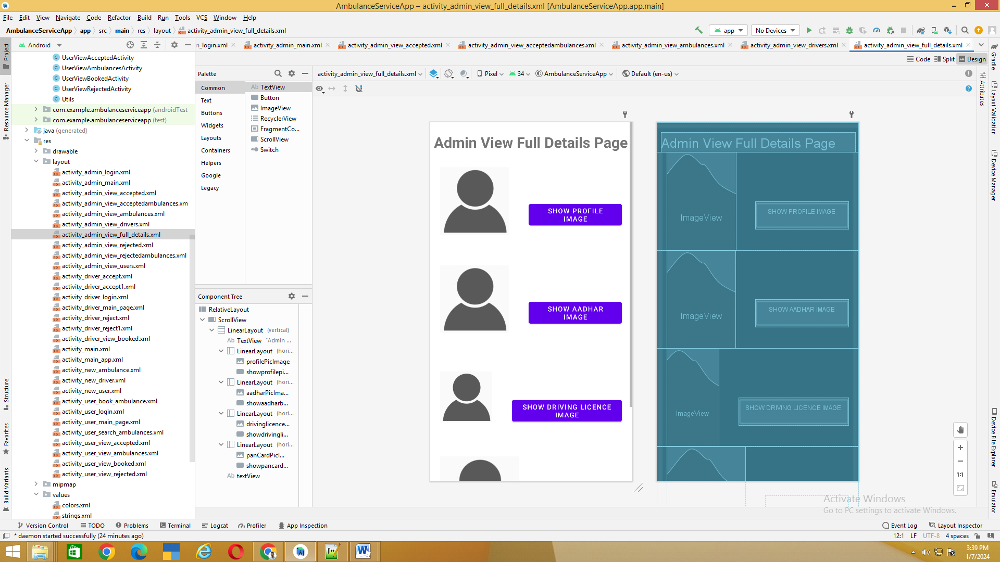 AmbulanceServiceApp – activity_admin_view_full_details.xml [AmbulanceServiceApp.app.main]
File Edit View Navigate Code Refactor Build Run Tools VCS Window Help
AmbulanceServiceApp app src main res layout activity_admin_view_full_details.xml
app No Devices
Android
n_login.xml activity_admin_main.xml activity_admin_view_accepted.xml activity_admin_view_acceptedambulances.xml activity_admin_view_ambulances.xml activity_admin_view_drivers.xml activity_admin_view_full_details.xml
Code Split Design
Project
Resource Manager
Structure
Favorites
Build Variants
UserViewAcceptedActivity
UserViewAmbulancesActivity
UserViewBookedActivity
UserViewRejectedActivity
Utils
com.example.ambulanceserviceapp (androidTest
com.example.ambulanceserviceapp (test)
java (generated)
res
drawable
layout
activity_admin_login.xml
activity_admin_main.xml
activity_admin_view_accepted.xml
activity_admin_view_acceptedambulances.xm
activity_admin_view_ambulances.xml
activity_admin_view_drivers.xml
activity_admin_view_full_details.xml
activity_admin_view_rejected.xml
activity_admin_view_rejectedambulances.xml
activity_admin_view_users.xml
activity_driver_accept.xml
activity_driver_accept1.xml
activity_driver_login.xml
activity_driver_main_page.xml
activity_driver_reject.xml
activity_driver_reject1.xml
activity_driver_view_booked.xml
activity_main.xml
activity_main_app.xml
activity_new_ambulance.xml
activity_new_driver.xml
activity_new_user.xml
activity_user_book_ambulance.xml
activity_user_login.xml
activity_user_main_page.xml
activity_user_search_ambulances.xml
activity_user_view_accepted.xml
activity_user_view_ambulances.xml
activity_user_view_booked.xml
activity_user_view_rejected.xml
mipmap
values
colors.xml
strings.xml
Palette
Common
Text
Buttons
Widgets
Layouts
Containers
Helpers
Google
Legacy
Ab TextView
Button
ImageView
RecyclerView
FragmentCo...
ScrollView
Switch
Component Tree
RelativeLayout
ScrollView
LinearLayout (vertical)
Ab TextView "Admin ...
LinearLayout (hori...
profilePicImage
showprofilepi...
LinearLayout (hori...
aadharPicIma...
showaadharb...
LinearLayout (hori...
drivinglicence...
showdrivingli...
LinearLayout (hori...
panCardPicI...
showpancard...
Ab textView
activity_admin_view_full_details.xml Pixel 34 AmbulanceServiceApp Default (en-us)
Admin View Full Details Page
SHOW PROFILE
IMAGE
SHOW AADHAR
IMAGE
SHOW DRIVING LICENCE
IMAGE
Admin View Full Details Page
ImageView
SHOW PROFILE IMAGE
ImageView
SHOW AADHAR IMAGE
ImageView
SHOW DRIVING LICENCE IMAGE
1:1
Activate Windows
Go to PC settings to activate Windows.
Attributes
Gradle
Layout Validation
Device Manager
Device File Explorer
Emulator
Version Control TODO Problems Terminal Logcat Profiler App Inspection Event Log Layout Inspector
* daemon started successfully (24 minutes ago) 12:1 LF UTF-8 4 spaces
3:39 PM
1/7/2024